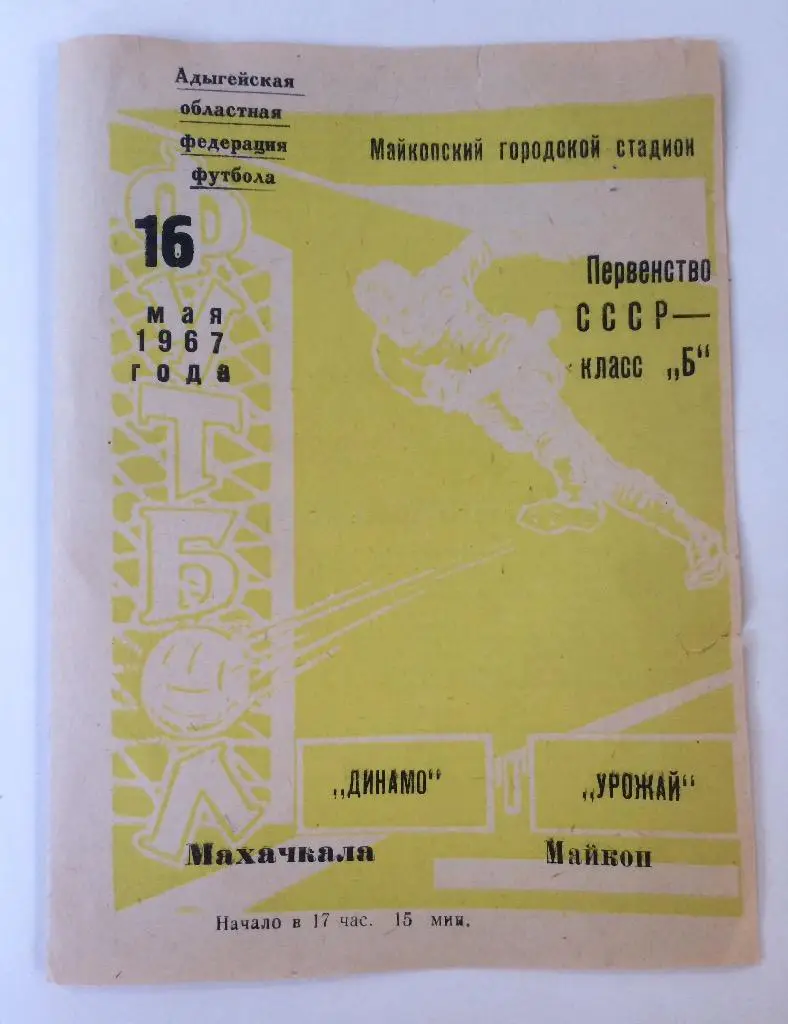 Адыгейская
областная
федерация
футбола
Майкопский городской стадион
16
мая
1967
года
Первенство
СССР—
класс „Б“
ФУТБОЛ
„ДИНАМО“ „УРОЖАЙ“
Махачкала Майкоп
Начало в 17 час. 15 мин.